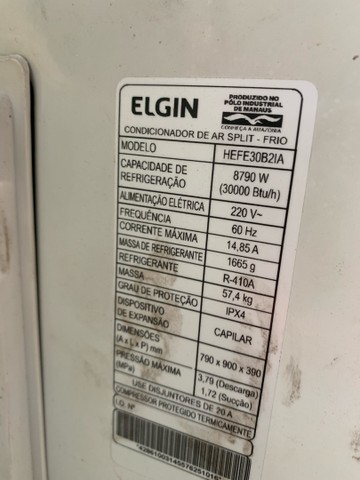 ELGIN
PRODUZIDO NO
PÓLO INDUSTRIAL
DE MANAUS
CONHEÇA A AMAZÔNIA
CONDICIONADOR DE AR SPLIT - FRIO
MODELO HEFE30B2IA
CAPACIDADE DE REFRIGERAÇÃO 8790 W
(30000 Btu/h)
ALIMENTAÇÃO ELÉTRICA 220 V~
FREQUÊNCIA 60 Hz
CORRENTE MÁXIMA 14,85 A
MASSA DE REFRIGERANTE 1665 g
REFRIGERANTE R-410A
MASSA 57,4 kg
GRAU DE PROTEÇÃO IPX4
DISPOSITIVO DE EXPANSÃO CAPILAR
DIMENSÕES
(A x L x P) mm 790 x 900 x 390
PRESSÃO MÁXIMA 3,79 (Descarga)
(MPa) 1,72 (Sucção)
USE DISJUNTORES DE 20 A
COMPRESSOR PROTEGIDO TERMICAMENTE